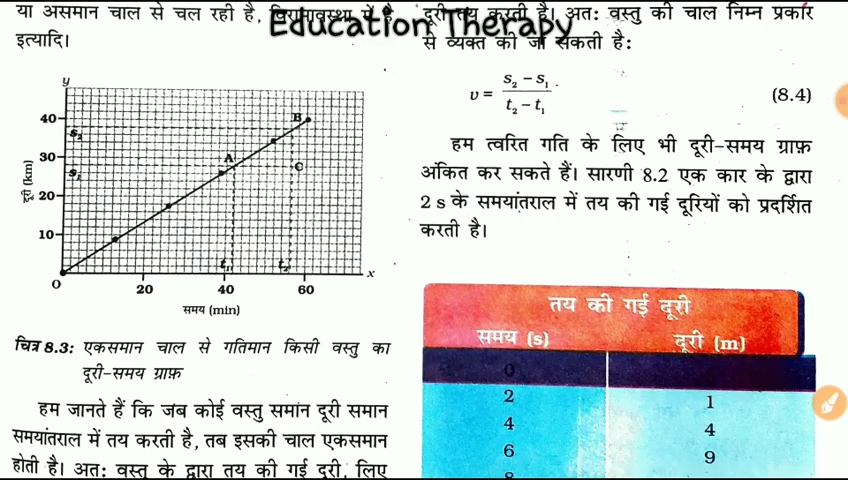 Education Therapy
या असमान चाल से चल रही है, विरामावस्था में है
इत्यादि।
y
40
30
20
10
s₂
s₁
दूरी (km)
A
B
C
t₁
t₂
O
20
40
60
x
समय (min)
चित्र 8.3: एकसमान चाल से गतिमान किसी वस्तु का
दूरी-समय ग्राफ़
हम जानते हैं कि जब कोई वस्तु समान दूरी समान
समयांतराल में तय करती है, तब इसकी चाल एकसमान
होती है। अतः वस्तु के द्वारा तय की गई दूरी, लिए
दूरी तय करती है। अतः वस्तु की चाल निम्न प्रकार
से व्यक्त की जा सकती है:
v = (s₂ – s₁) / (t₂ – t₁) (8.4)
हम त्वरित गति के लिए भी दूरी-समय ग्राफ़
अंकित कर सकते हैं। सारणी 8.2 एक कार के द्वारा
2 s के समयांतराल में तय की गई दूरियों को प्रदर्शित
करती है।
तय की गई दूरी
समय (s) दूरी (m)
0
2 1
4 4
6 9
8